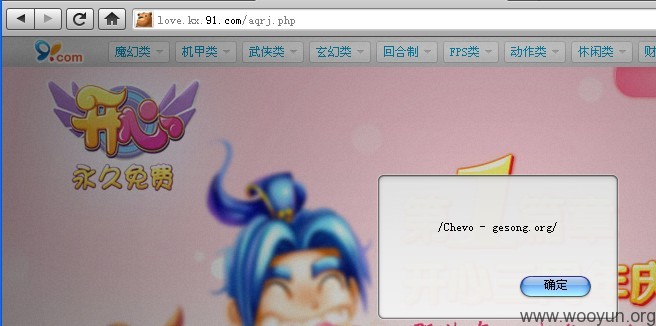 love.kx.91.com/aqrj.php
91.com
魔幻类
机甲类
武侠类
玄幻类
回合制
FPS类
动作类
休闲类
开心
永久免费
/Chevo - gesong.org/
确定
www.wooyun.org